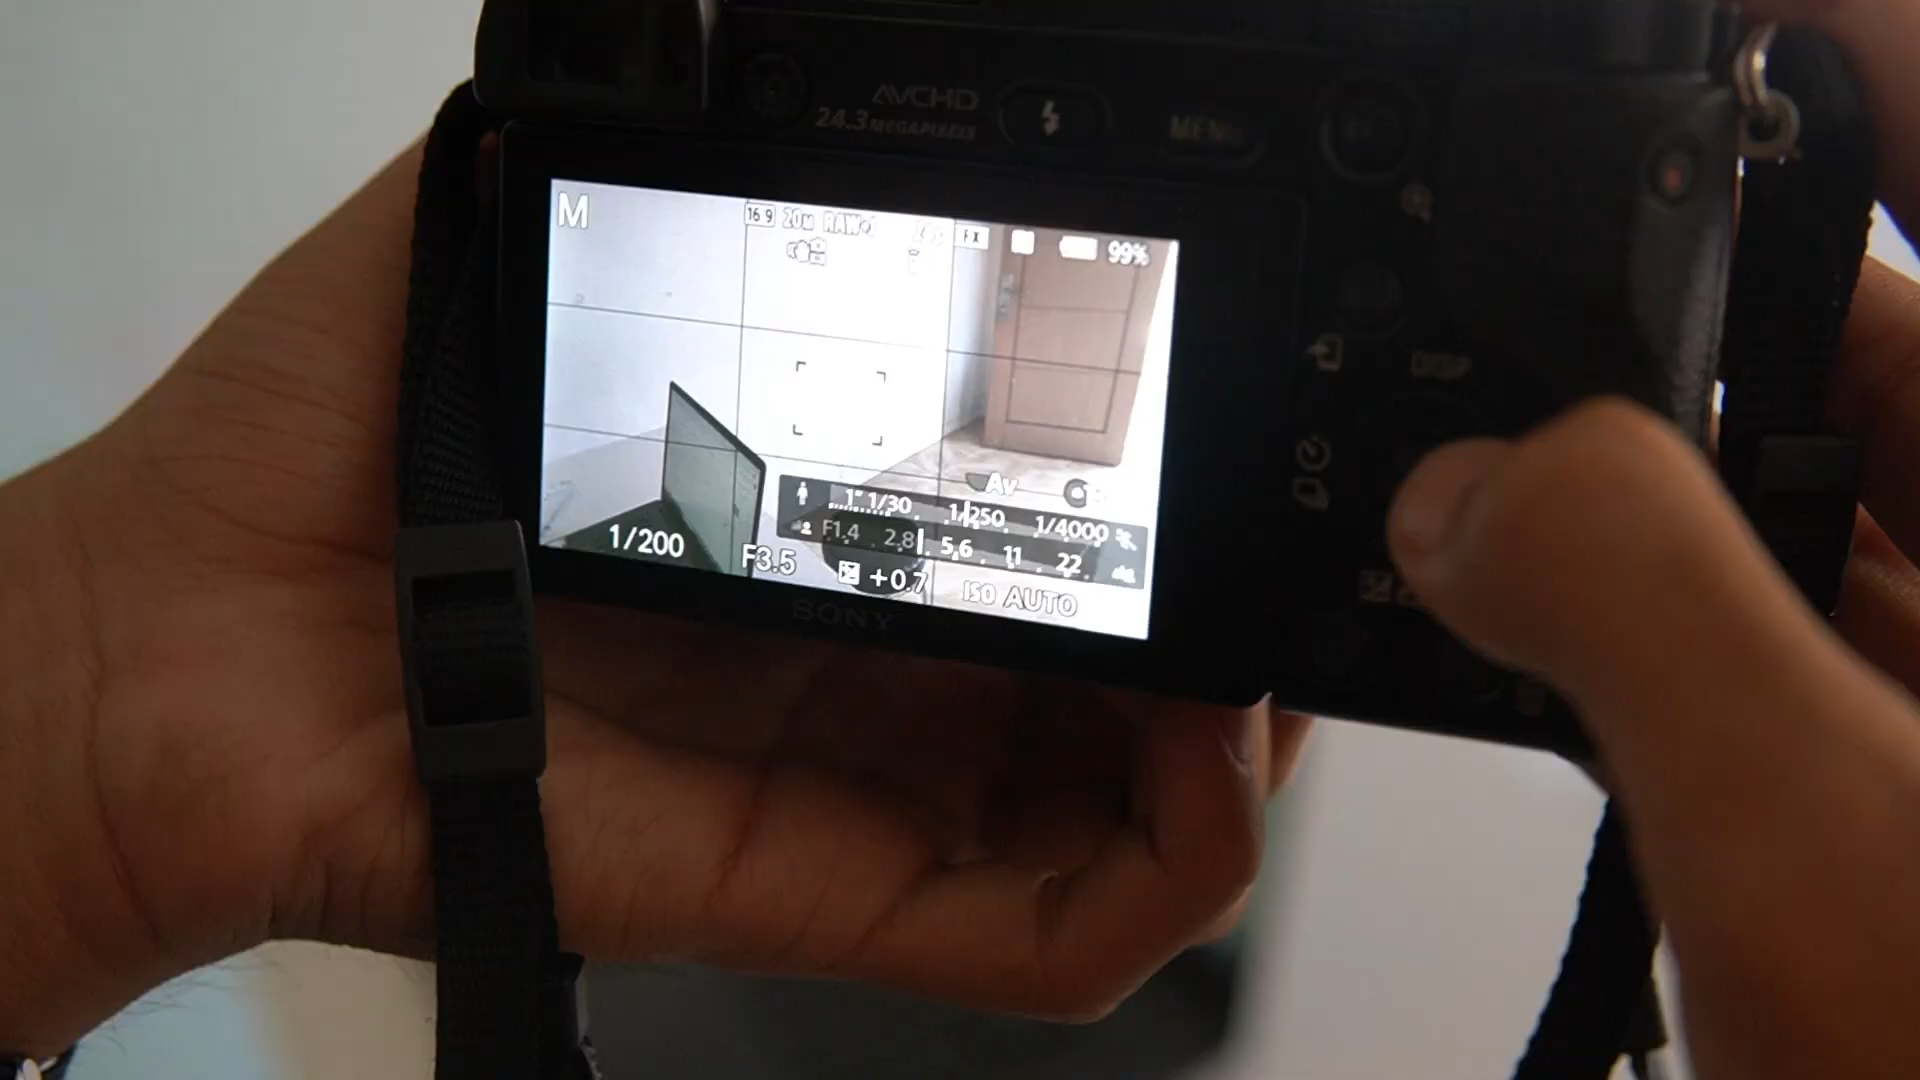 AVCHD
24.3 MEGAPIXELS
MENU
M
16:9 20M RAW+J
FX
99%
DISP
Av
1" 1/30 1/250 1/4000
F1.4 2.8 5.6 11 22
1/200
F3.5
+0.7
ISO AUTO
SONY